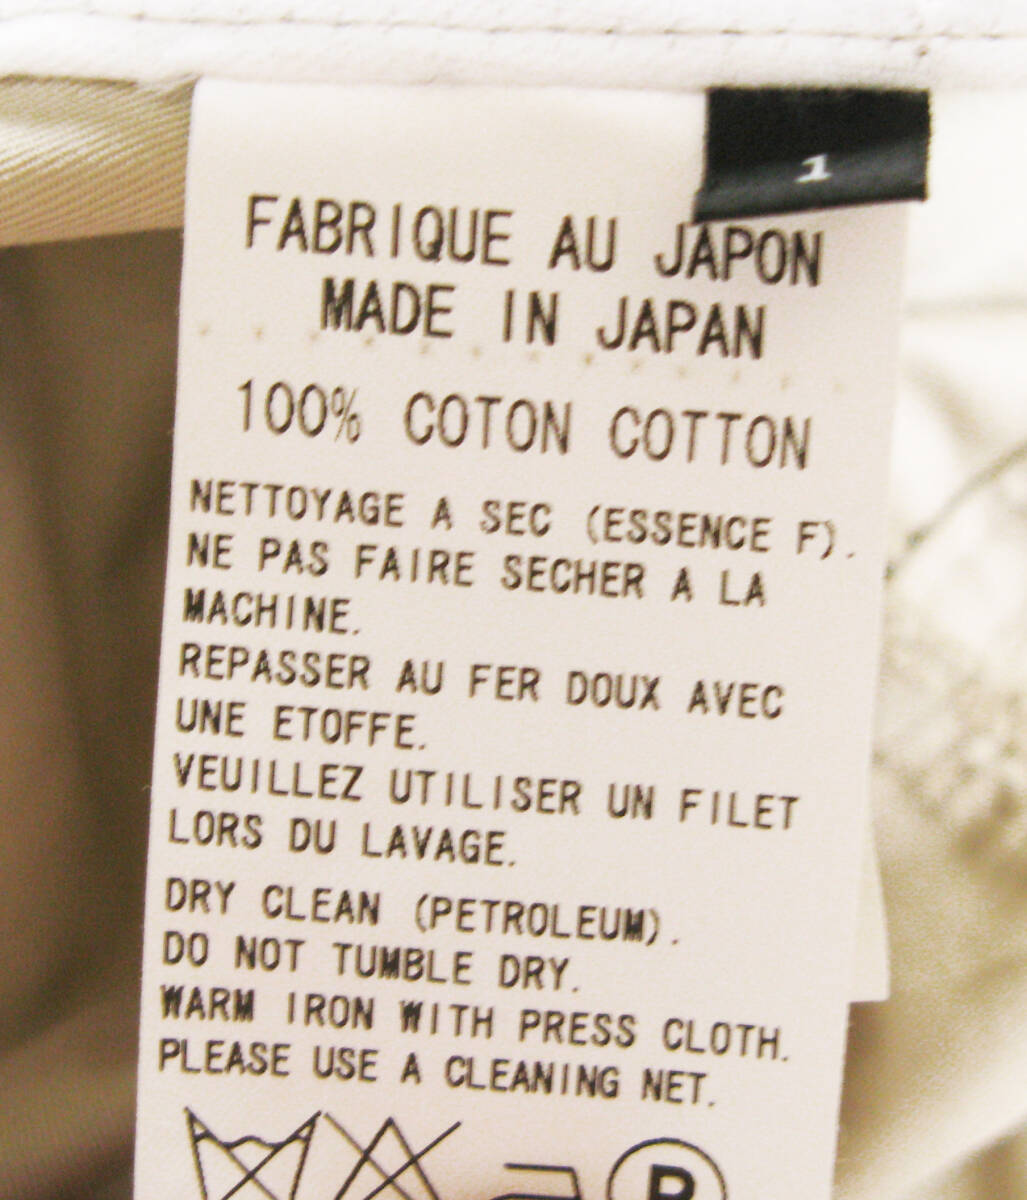 1
FABRIQUE AU JAPON
MADE IN JAPAN
100% COTON COTTON
NETTOYAGE A SEC (ESSENCE F).
NE PAS FAIRE SECHER A LA
MACHINE.
REPASSER AU FER DOUX AVEC
UNE ETOFFE.
VEUILLEZ UTILISER UN FILET
LORS DU LAVAGE.
DRY CLEAN (PETROLEUM).
DO NOT TUMBLE DRY.
WARM IRON WITH PRESS CLOTH.
PLEASE USE A CLEANING NET.
P